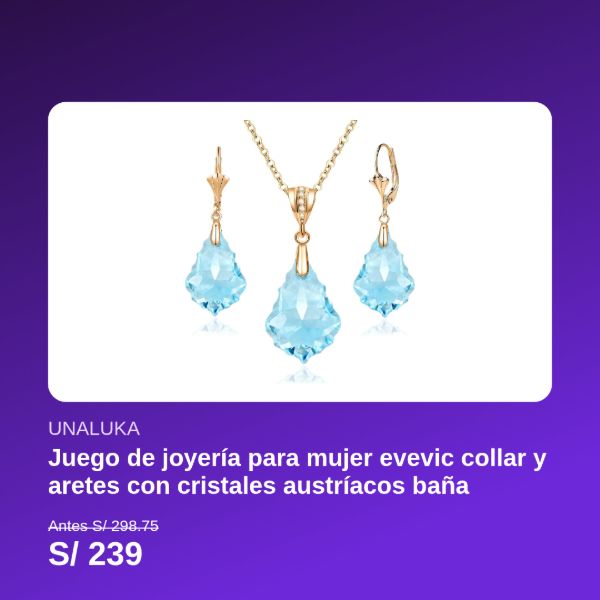 UNALUKA
Juego de joyería para mujer evevic collar y
aretes con cristales austríacos baña
Antes S/ 298.75
S/ 239